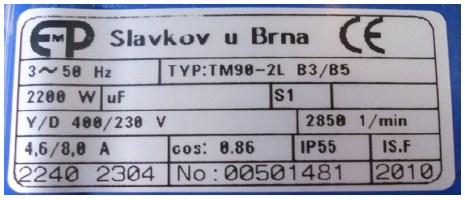 EMP Slavkov u Brna CE
3~50 Hz TYP:TM90-2L B3/B5
2200 W uF S1
Y/D 400/230 V 2850 1/min
4,6/8,0 A cos: 0.86 IP55 IS.F
2240 2304 No:00501481 2010